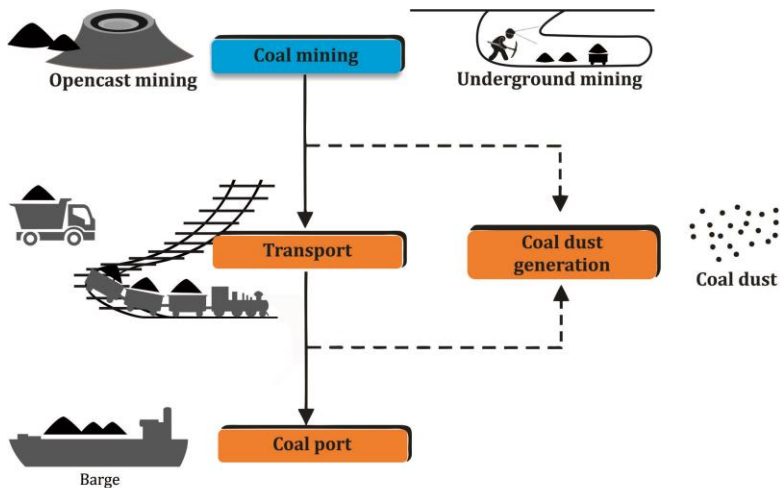 Coal mining
Opencast mining
Underground mining
Transport
Coal dust
generation
Coal dust
Coal port
Barge